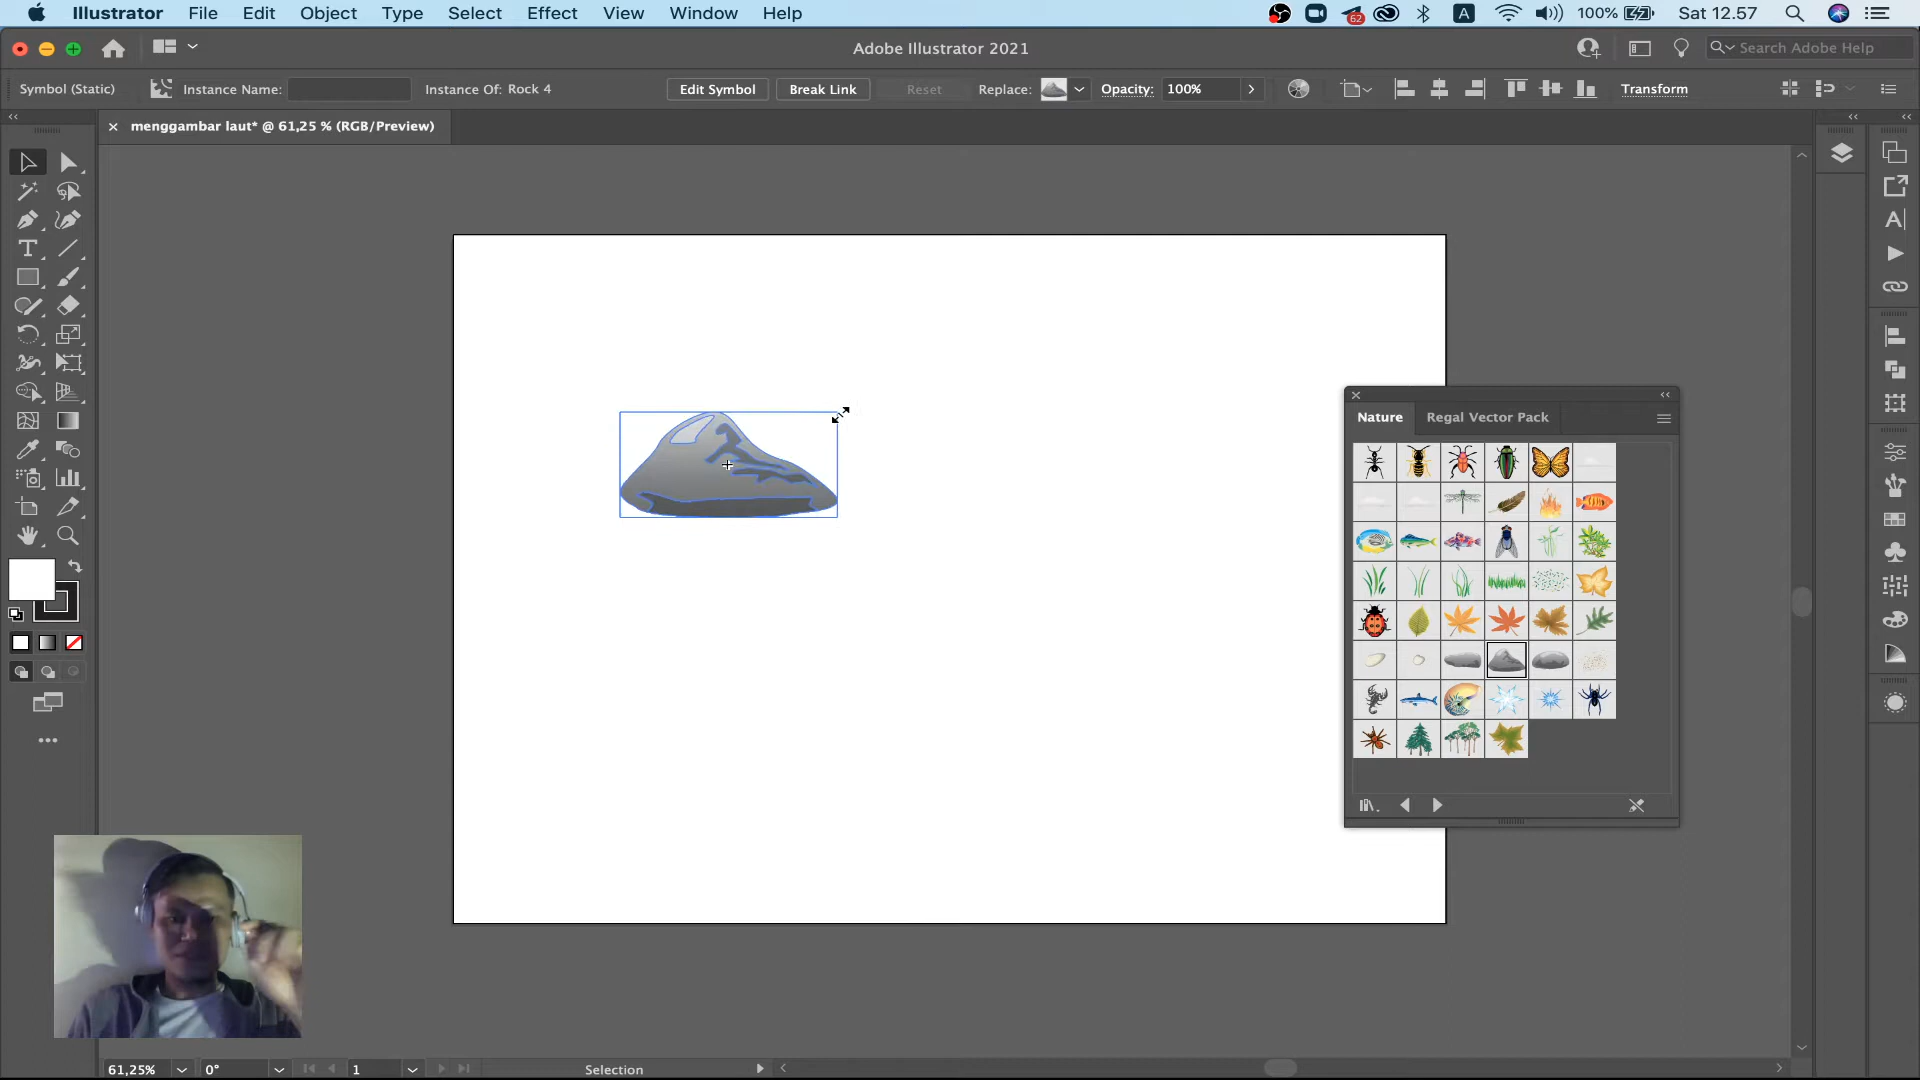 Illustrator File Edit Object Type Select Effect View Window Help
62 A 100% Sat 12.57
Adobe Illustrator 2021
Search Adobe Help
Symbol (Static) Instance Name: Instance Of: Rock 4 Edit Symbol Break Link Reset Replace: Opacity: 100% Transform
menggambar laut* @ 61,25 % (RGB/Preview)
Nature Regal Vector Pack
61,25% 0° 1 Selection